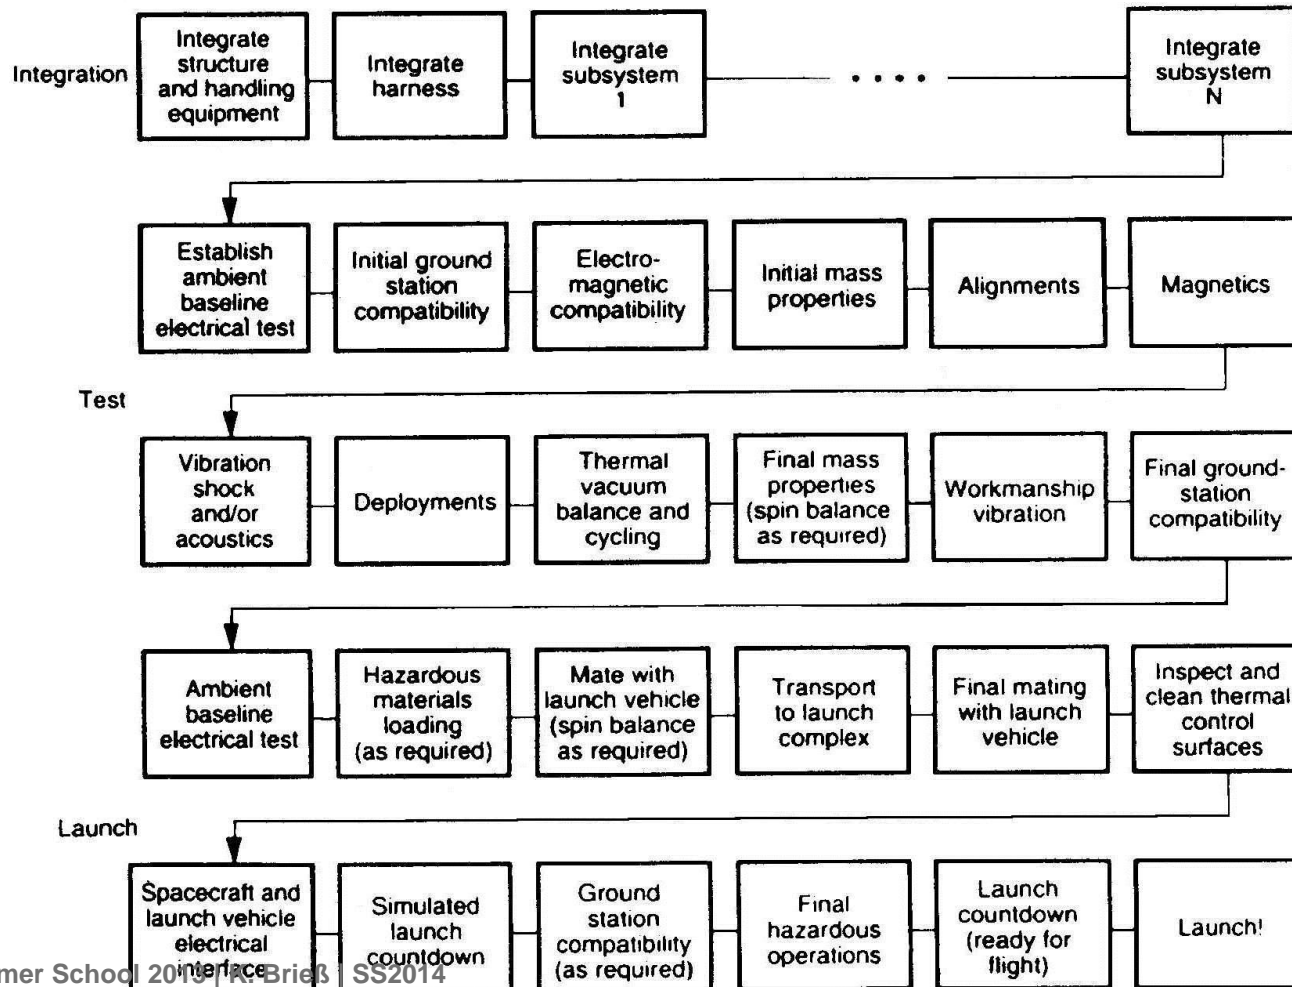 Integration
Integrate
structure
and handling
equipment
Integrate
harness
Integrate
subsystem
1
Integrate
subsystem
N
Establish
ambient
baseline
electrical test
Initial ground
station
compatibility
Electro-
magnetic
compatibility
Initial mass
properties
Alignments
Magnetics
Test
Vibration
shock
and/or
acoustics
Deployments
Thermal
vacuum
balance and
cycling
Final mass
properties
(spin balance
as required)
Workmanship
vibration
Final ground-
station
compatibility
Ambient
baseline
electrical test
Hazardous
materials
loading
(as required)
Mate with
launch vehicle
(spin balance
as required)
Transport
to launch
complex
Final mating
with launch
vehicle
Inspect and
clean thermal
control
surfaces
Launch
Spacecraft and
launch vehicle
electrical
interface
Simulated
launch
countdown
Ground
station
compatibility
(as required)
Final
hazardous
operations
Launch
countdown
(ready for
flight)
Launch!
mer School 2013 | K. Brieß | SS2014